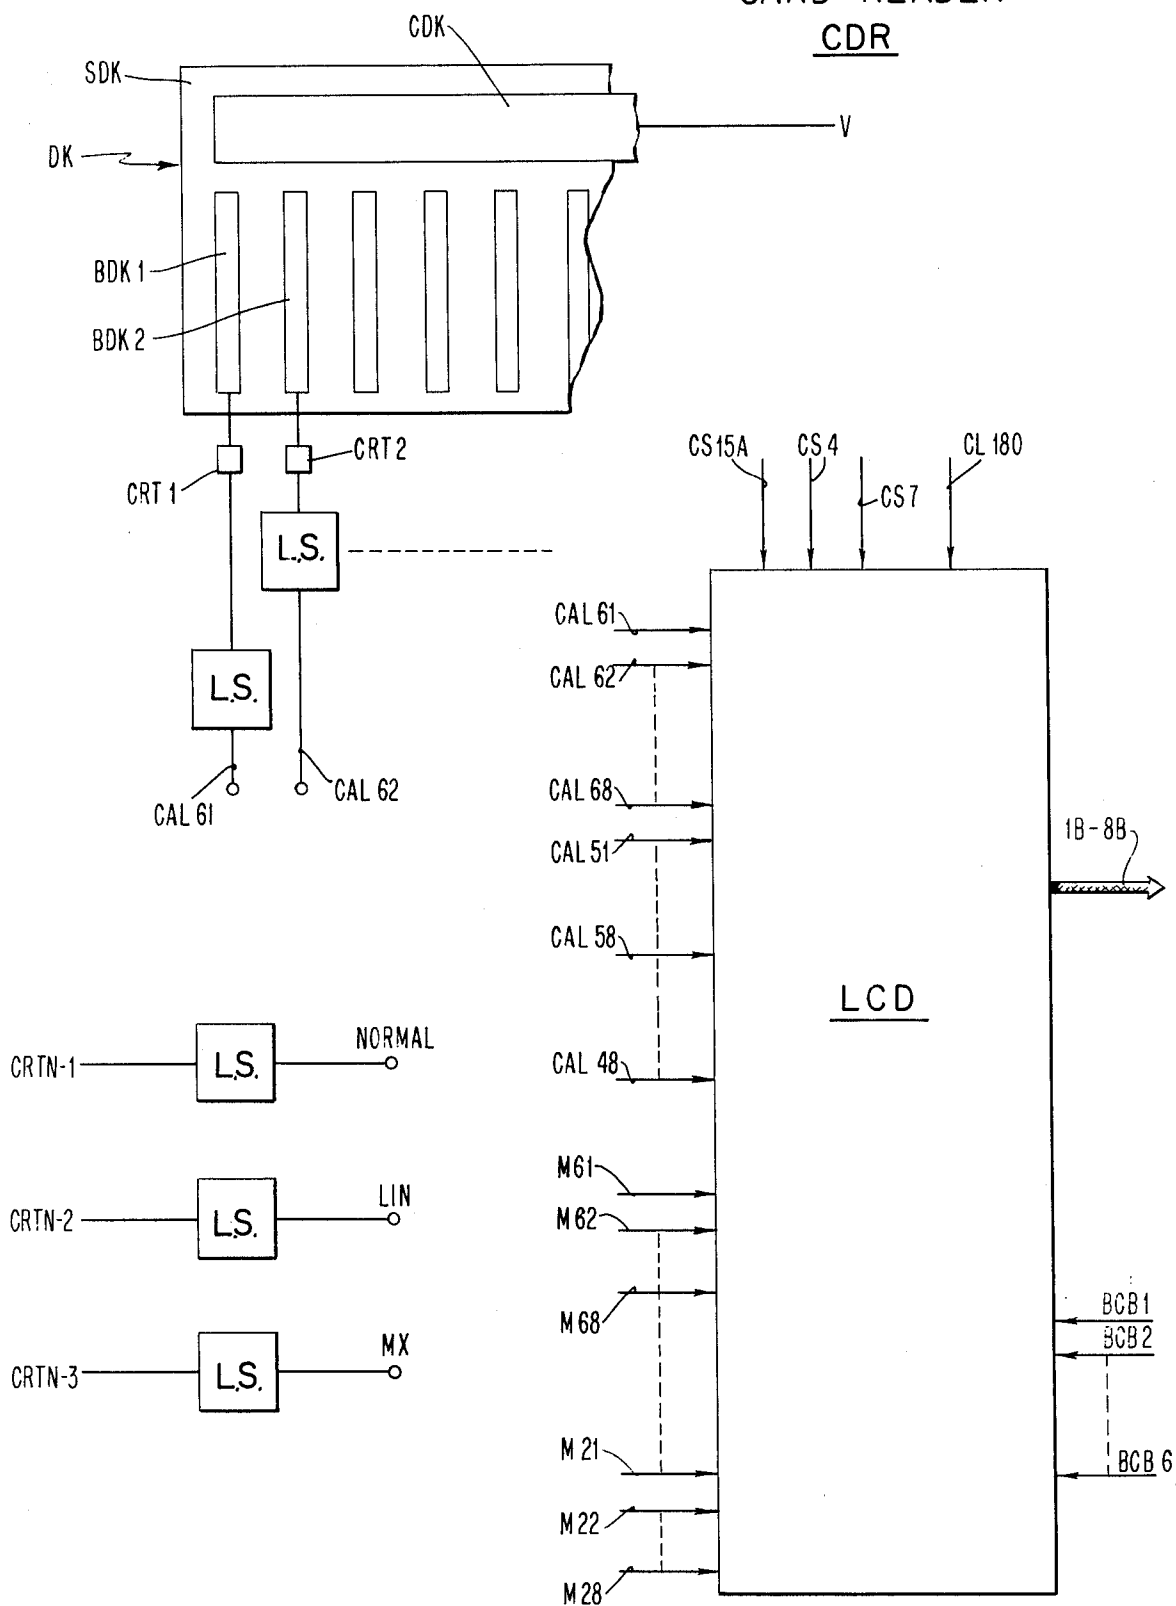 CARD READER
CDR
CDK
SDK
V
DK
BDK 1
BDK 2
CRT 2
CRT 1
CS15A
CS 4
CL 180
CS 7
L.S.
CAL 61
CAL 62
L.S.
CAL 61
CAL 62
CAL 68
CAL 51
1B-8B
CAL 58
LCD
CAL 48
NORMAL
CRTN-1
L.S.
M61
M 62
LIN
CRTN-2
L.S.
M 68
BCB1
BCB 2
MX
CRTN-3
L.S.
M 21
BCB 6
M 22
M 28